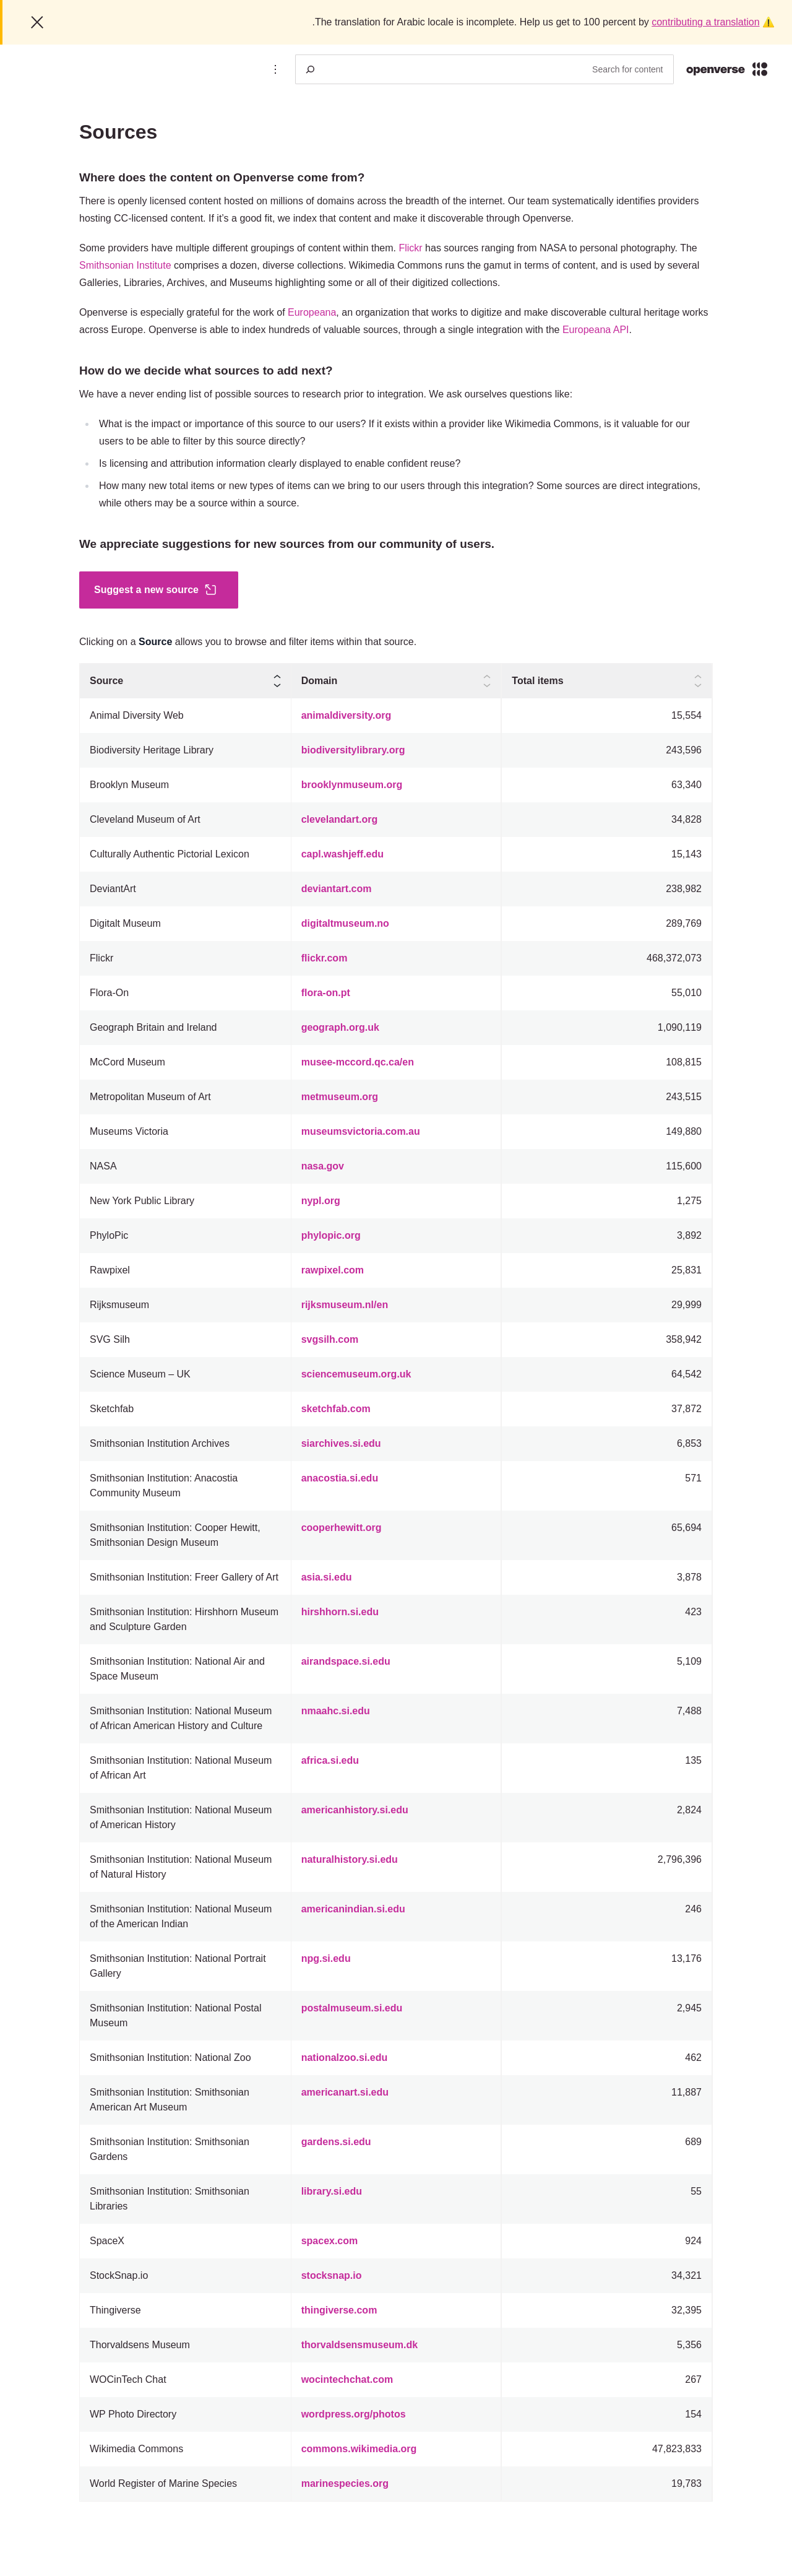 .The translation for Arabic locale is incomplete. Help us get to 100 percent by contributing a translation ⚠️
Search for content
openverse
Sources
Where does the content on Openverse come from?
There is openly licensed content hosted on millions of domains across the breadth of the internet. Our team systematically identifies providers
hosting CC-licensed content. If it's a good fit, we index that content and make it discoverable through Openverse.
Some providers have multiple different groupings of content within them. Flickr has sources ranging from NASA to personal photography. The
Smithsonian Institute comprises a dozen, diverse collections. Wikimedia Commons runs the gamut in terms of content, and is used by several
Galleries, Libraries, Archives, and Museums highlighting some or all of their digitized collections.
Openverse is especially grateful for the work of Europeana, an organization that works to digitize and make discoverable cultural heritage works
across Europe. Openverse is able to index hundreds of valuable sources, through a single integration with the Europeana API.
How do we decide what sources to add next?
We have a never ending list of possible sources to research prior to integration. We ask ourselves questions like:
What is the impact or importance of this source to our users? If it exists within a provider like Wikimedia Commons, is it valuable for our
users to be able to filter by this source directly?
Is licensing and attribution information clearly displayed to enable confident reuse?
How many new total items or new types of items can we bring to our users through this integration? Some sources are direct integrations,
while others may be a source within a source.
We appreciate suggestions for new sources from our community of users.
Suggest a new source
Clicking on a Source allows you to browse and filter items within that source.
Source Domain Total items
Animal Diversity Web animaldiversity.org 15,554
Biodiversity Heritage Library biodiversitylibrary.org 243,596
Brooklyn Museum brooklynmuseum.org 63,340
Cleveland Museum of Art clevelandart.org 34,828
Culturally Authentic Pictorial Lexicon capl.washjeff.edu 15,143
DeviantArt deviantart.com 238,982
Digitalt Museum digitaltmuseum.no 289,769
Flickr flickr.com 468,372,073
Flora-On flora-on.pt 55,010
Geograph Britain and Ireland geograph.org.uk 1,090,119
McCord Museum musee-mccord.qc.ca/en 108,815
Metropolitan Museum of Art metmuseum.org 243,515
Museums Victoria museumsvictoria.com.au 149,880
NASA nasa.gov 115,600
New York Public Library nypl.org 1,275
PhyloPic phylopic.org 3,892
Rawpixel rawpixel.com 25,831
Rijksmuseum rijksmuseum.nl/en 29,999
SVG Silh svgsilh.com 358,942
Science Museum – UK sciencemuseum.org.uk 64,542
Sketchfab sketchfab.com 37,872
Smithsonian Institution Archives siarchives.si.edu 6,853
Smithsonian Institution: Anacostia anacostia.si.edu 571
Community Museum
Smithsonian Institution: Cooper Hewitt, cooperhewitt.org 65,694
Smithsonian Design Museum
Smithsonian Institution: Freer Gallery of Art asia.si.edu 3,878
Smithsonian Institution: Hirshhorn Museum hirshhorn.si.edu 423
and Sculpture Garden
Smithsonian Institution: National Air and airandspace.si.edu 5,109
Space Museum
Smithsonian Institution: National Museum nmaahc.si.edu 7,488
of African American History and Culture
Smithsonian Institution: National Museum africa.si.edu 135
of African Art
Smithsonian Institution: National Museum americanhistory.si.edu 2,824
of American History
Smithsonian Institution: National Museum naturalhistory.si.edu 2,796,396
of Natural History
Smithsonian Institution: National Museum americanindian.si.edu 246
of the American Indian
Smithsonian Institution: National Portrait npg.si.edu 13,176
Gallery
Smithsonian Institution: National Postal postalmuseum.si.edu 2,945
Museum
Smithsonian Institution: National Zoo nationalzoo.si.edu 462
Smithsonian Institution: Smithsonian americanart.si.edu 11,887
American Art Museum
Smithsonian Institution: Smithsonian gardens.si.edu 689
Gardens
Smithsonian Institution: Smithsonian library.si.edu 55
Libraries
SpaceX spacex.com 924
StockSnap.io stocksnap.io 34,321
Thingiverse thingiverse.com 32,395
Thorvaldsens Museum thorvaldsensmuseum.dk 5,356
WOCinTech Chat wocintechchat.com 267
WP Photo Directory wordpress.org/photos 154
Wikimedia Commons commons.wikimedia.org 47,823,833
World Register of Marine Species marinespecies.org 19,783